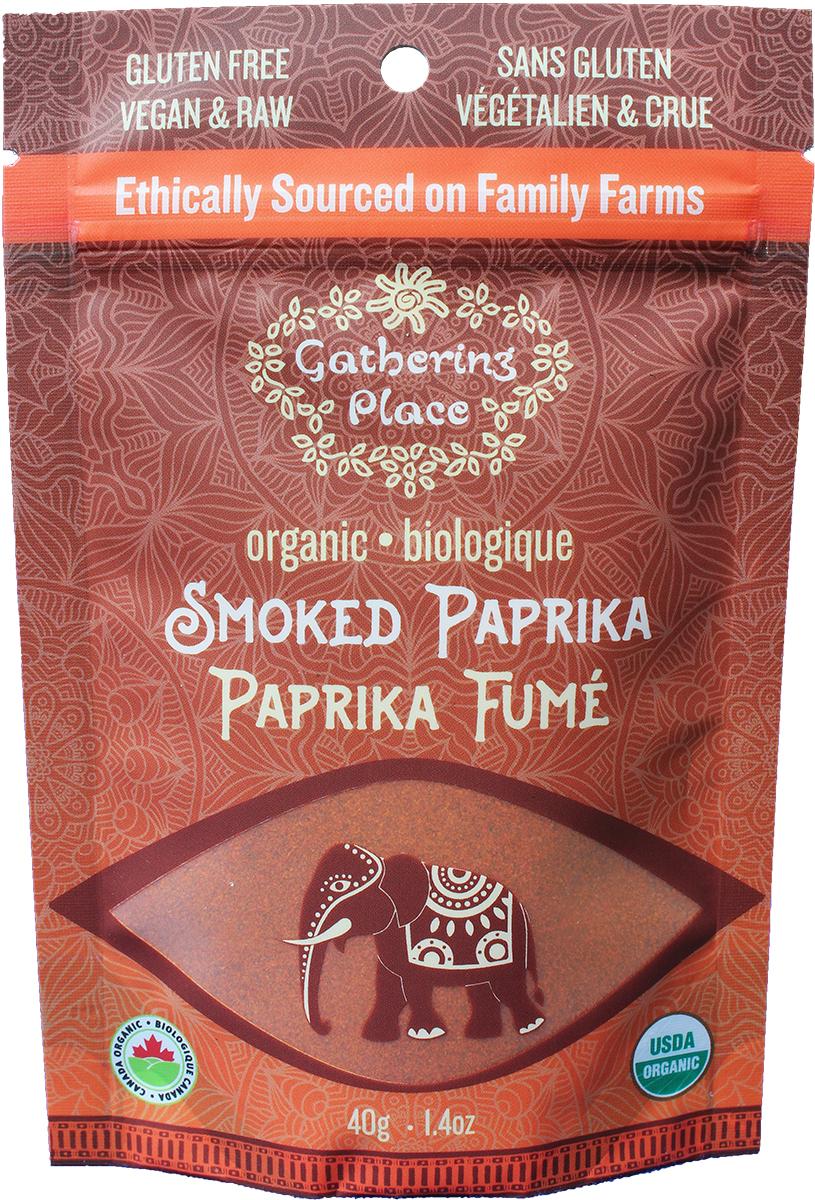 GLUTEN FREE
VEGAN & RAW
SANS GLUTEN
VÉGÉTALIEN & CRUE
Ethically Sourced on Family Farms
Gathering
Place
organic • biologique
SMOKED PAPRIKA
PAPRIKA FUMÉ
CANADA ORGANIC • BIOLOGIQUE CANADA •
USDA
ORGANIC
40g · 1.4oz